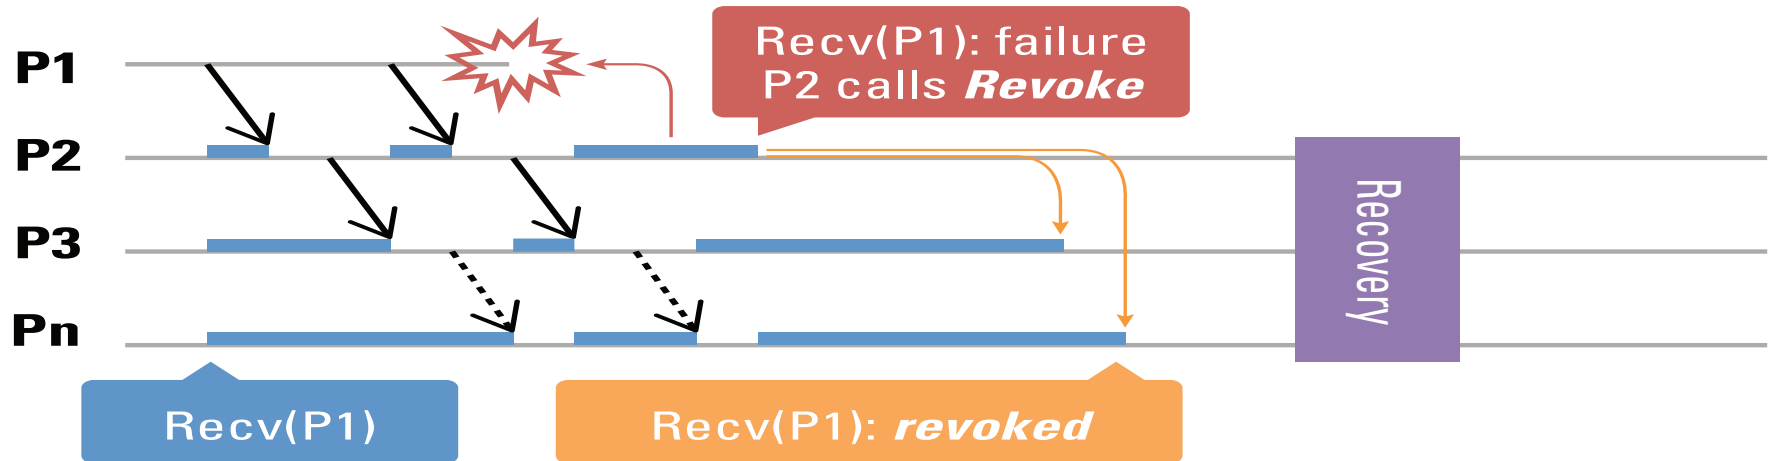 P1
Recv(P1): failure
P2 calls Revoke
P2
P3
Recovery
Pn
Recv(P1)
Recv(P1): revoked